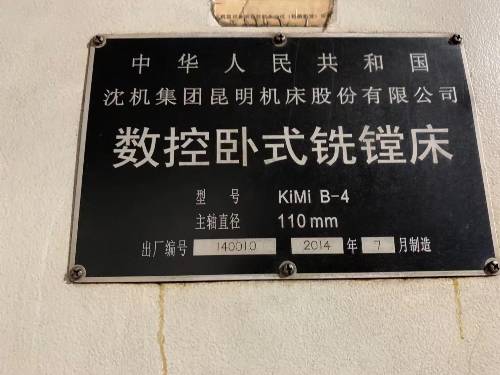 中华人民共和国
沈机集团昆明机床股份有限公司
数控卧式铣镗床
型号 KiMi B-4
主轴直径 110mm
出厂编号 140010 2014 年 7 月制造